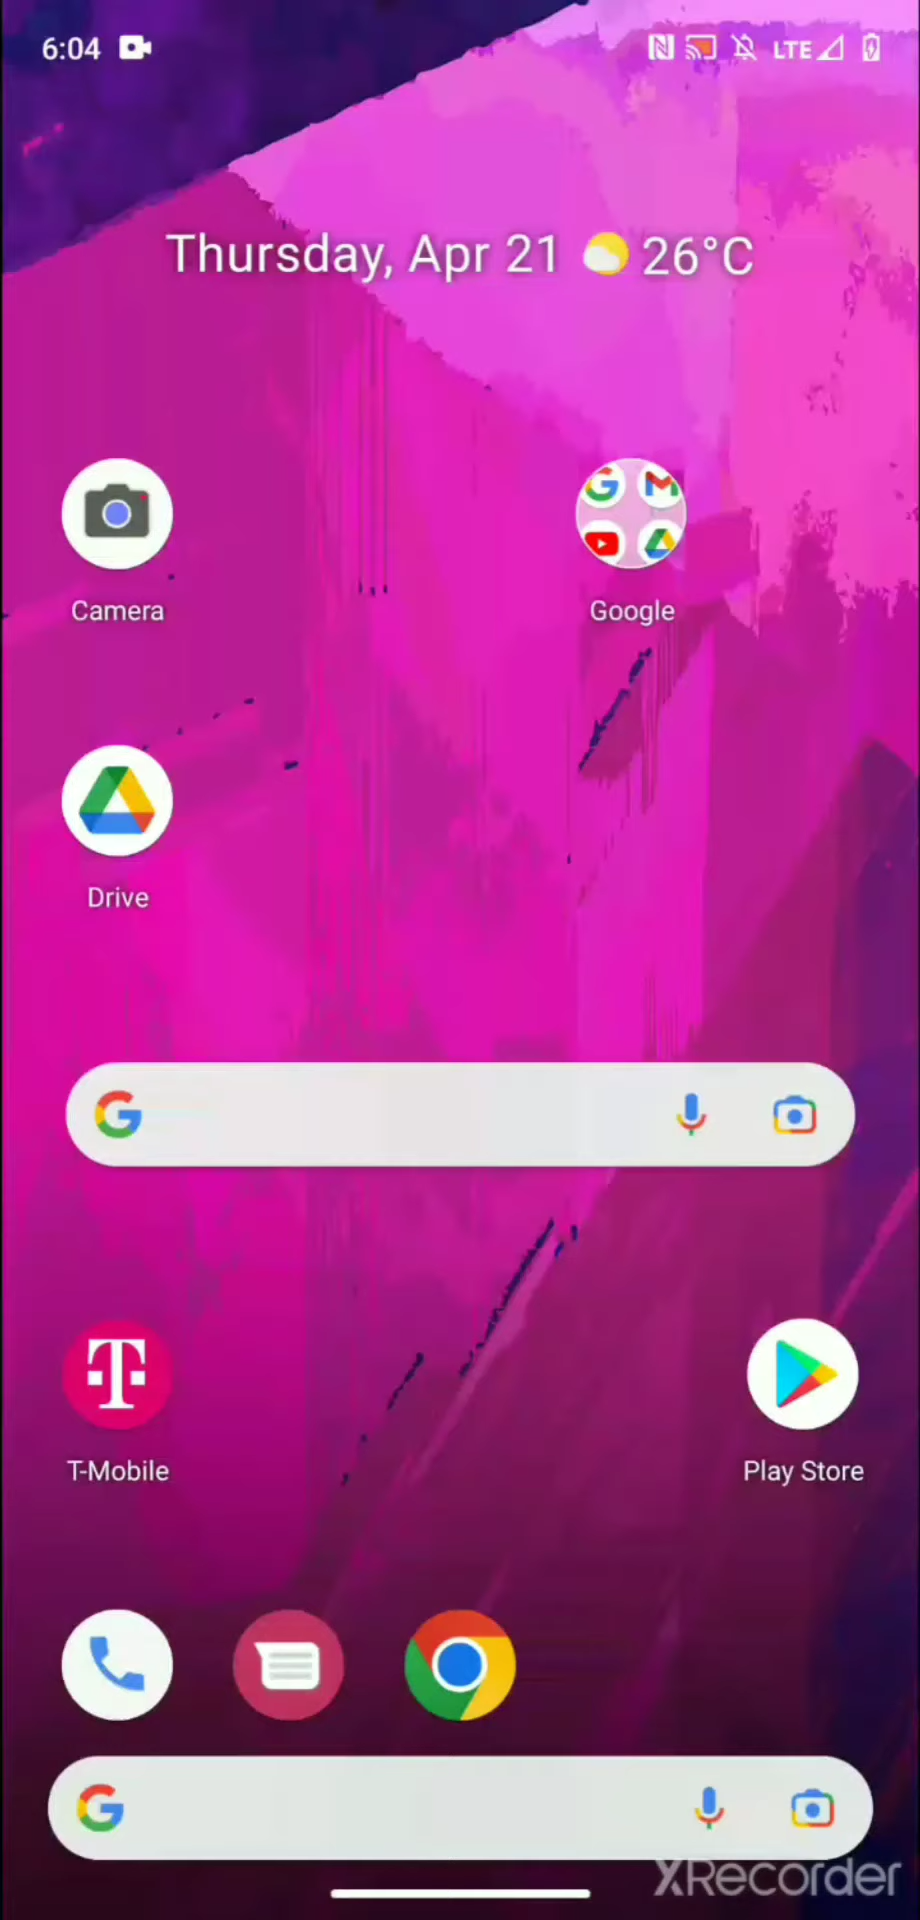 6:04 LTE
Thursday, Apr 21 26°C
Camera
Google
Drive
T-Mobile
Play Store
XRecorder